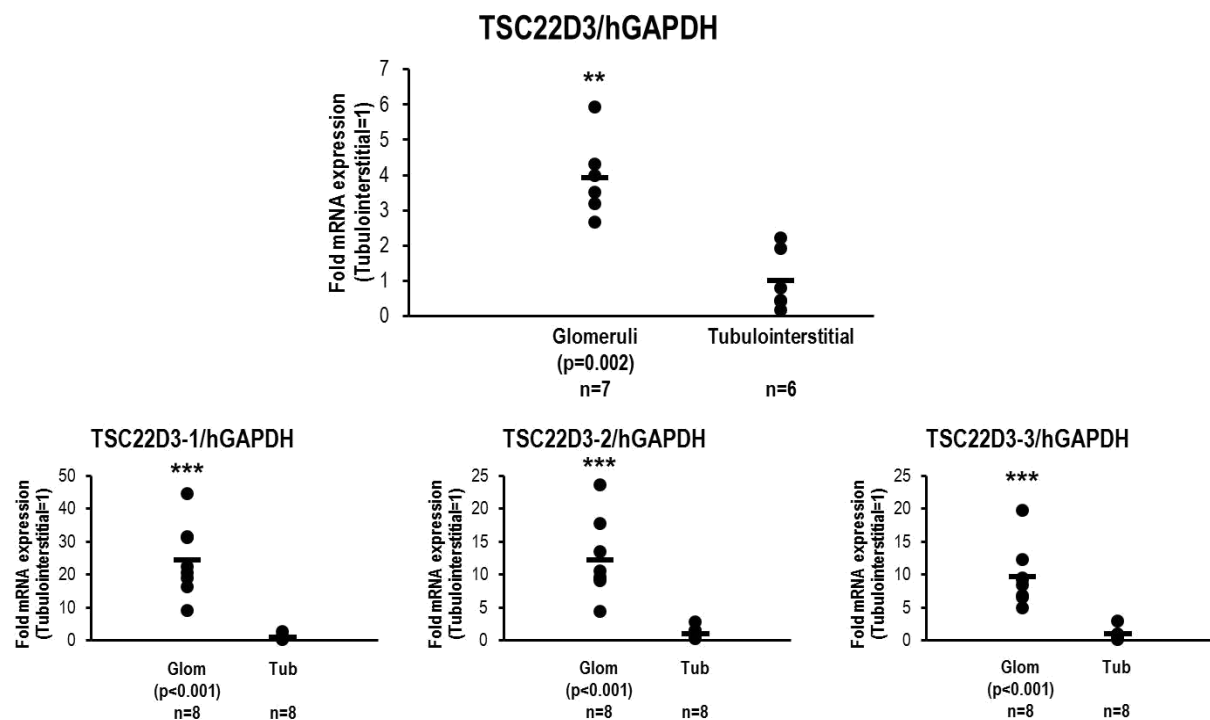 TSC22D3/hGAPDH
Fold mRNA expression
(Tubulointerstitial=1)
7
6
5
4
3
2
1
0
**
Glomeruli
Tubulointerstitial
(p=0.002)
n=7
n=6
TSC22D3-1/hGAPDH
Fold mRNA expression
(Tubulointerstitial=1)
50
40
30
20
10
0
***
Glom
Tub
(p<0.001)
n=8
n=8
TSC22D3-2/hGAPDH
Fold mRNA expression
(Tubulointerstitial=1)
25
20
15
10
5
0
***
Glom
Tub
(p<0.001)
n=8
n=8
TSC22D3-3/hGAPDH
Fold mRNA expression
(Tubulointerstitial=1)
25
20
15
10
5
0
***
Glom
Tub
(p<0.001)
n=8
n=8